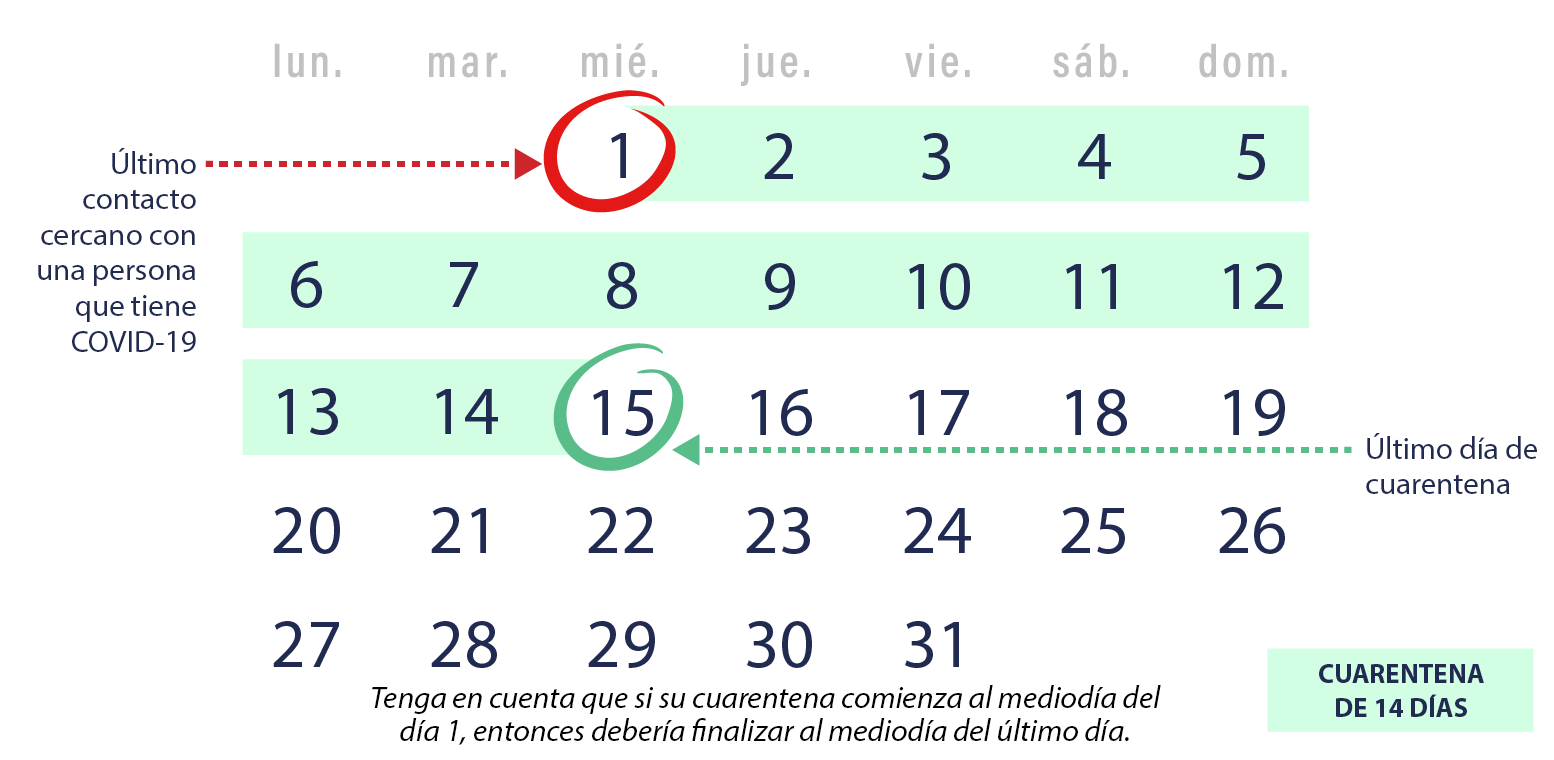 lun. mar. mié. jue. vie. sáb. dom.
1 2 3 4 5
Último
contacto
cercano con
una persona
que tiene
COVID-19
6 7 8 9 10 11 12
13 14 15 16 17 18 19
Último día de
cuarentena
20 21 22 23 24 25 26
27 28 29 30 31
Tenga en cuenta que si su cuarentena comienza al mediodía del
día 1, entonces debería finalizar al mediodía del último día.
CUARENTENA
DE 14 DÍAS